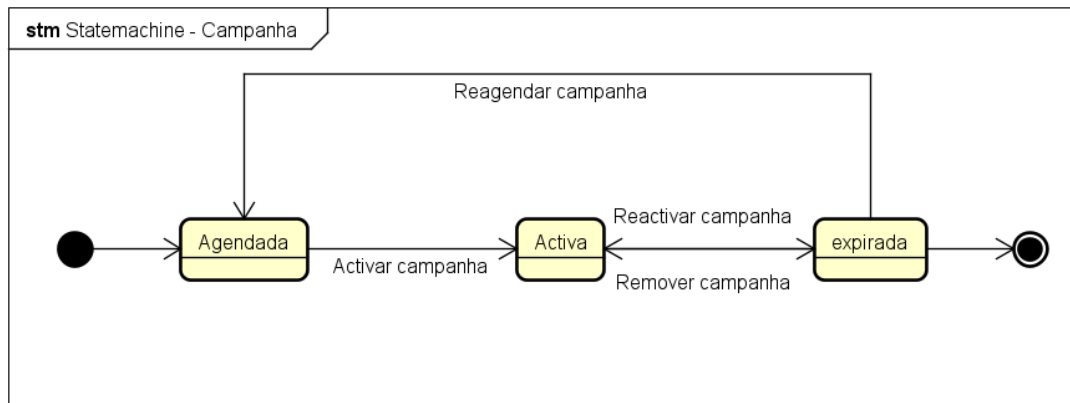 stm Statemachine - Campanha
Reagendar campanha
Agendada
Activar campanha
Activa
Reactivar campanha
Remover campanha
expirada